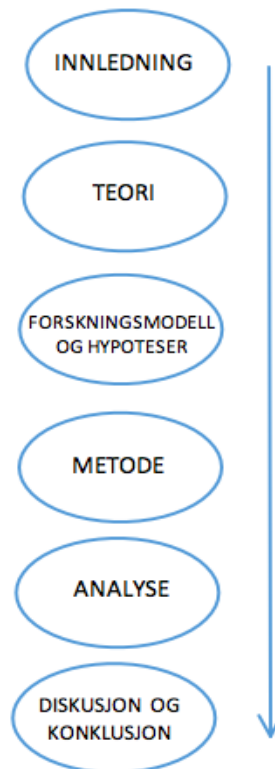 INNLEDNING
TEORI
FORSKNINGSMODELL
OG HYPOTESER
METODE
ANALYSE
DISKUSJON OG
KONKLUSJON